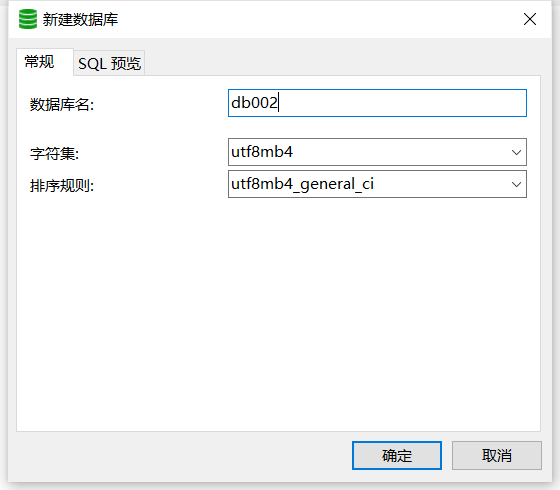 新建数据库
常规 SQL 预览
数据库名: db002
字符集: utf8mb4
排序规则: utf8mb4_general_ci
确定 取消